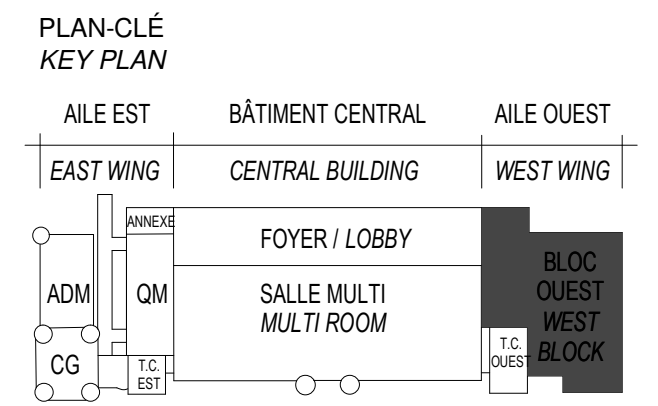 PLAN-CLÉ
KEY PLAN
AILE EST
BÂTIMENT CENTRAL
AILE OUEST
EAST WING
CENTRAL BUILDING
WEST WING
ANNEXE
FOYER / LOBBY
ADM
QM
SALLE MULTI
MULTI ROOM
BLOC
OUEST
WEST
BLOCK
CG
T.C.
EST
T.C.
OUEST